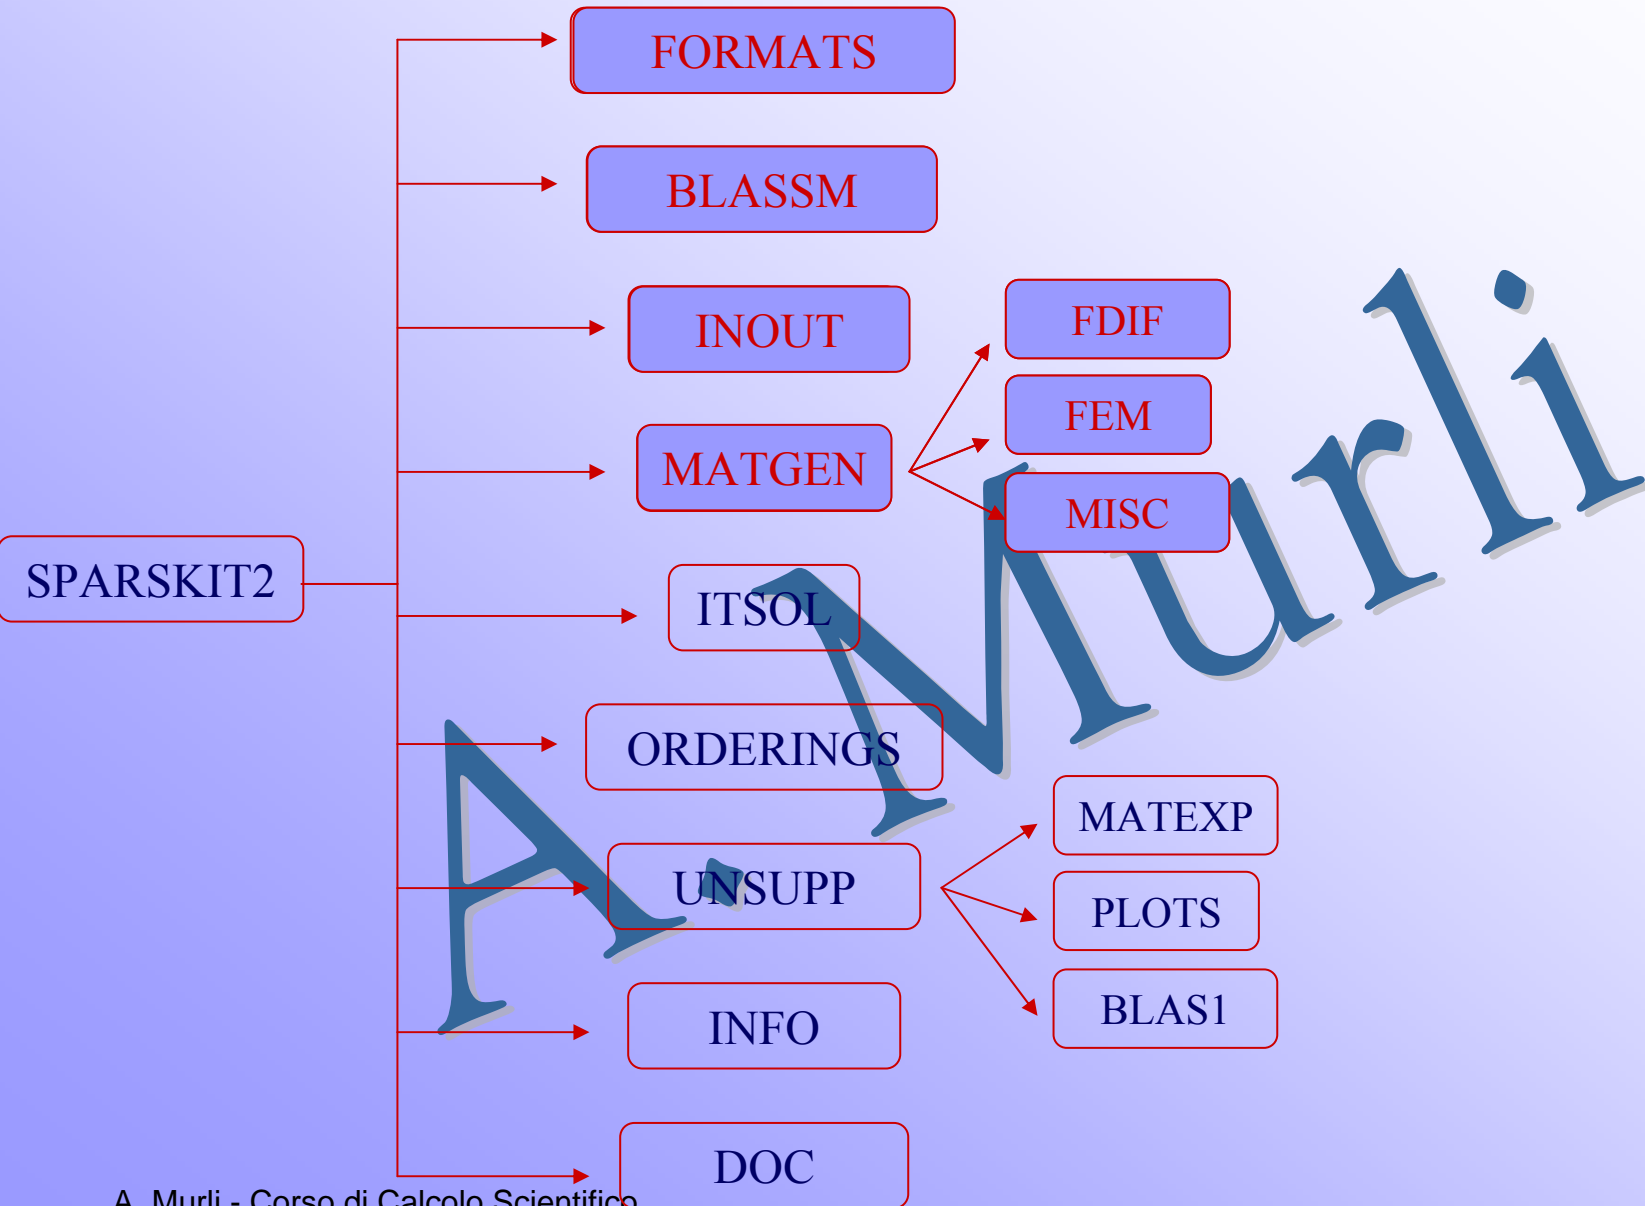 FORMATS
BLASSM
INOUT
FDIF
FEM
MATGEN
MISC
SPARSKIT2
ITSOL
ORDERINGS
MATEXP
UNSUPP
PLOTS
BLAS1
INFO
DOC
A. Murli
A. Murli - Corso di Calcolo Scientifico